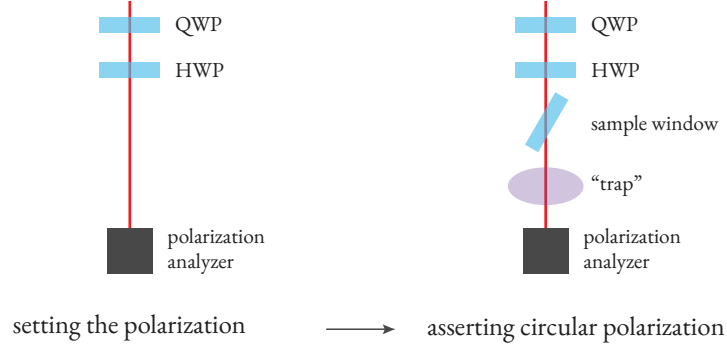 QWP
HWP
polarization
analyzer
setting the polarization
QWP
HWP
sample window
“trap”
polarization
analyzer
asserting circular polarization